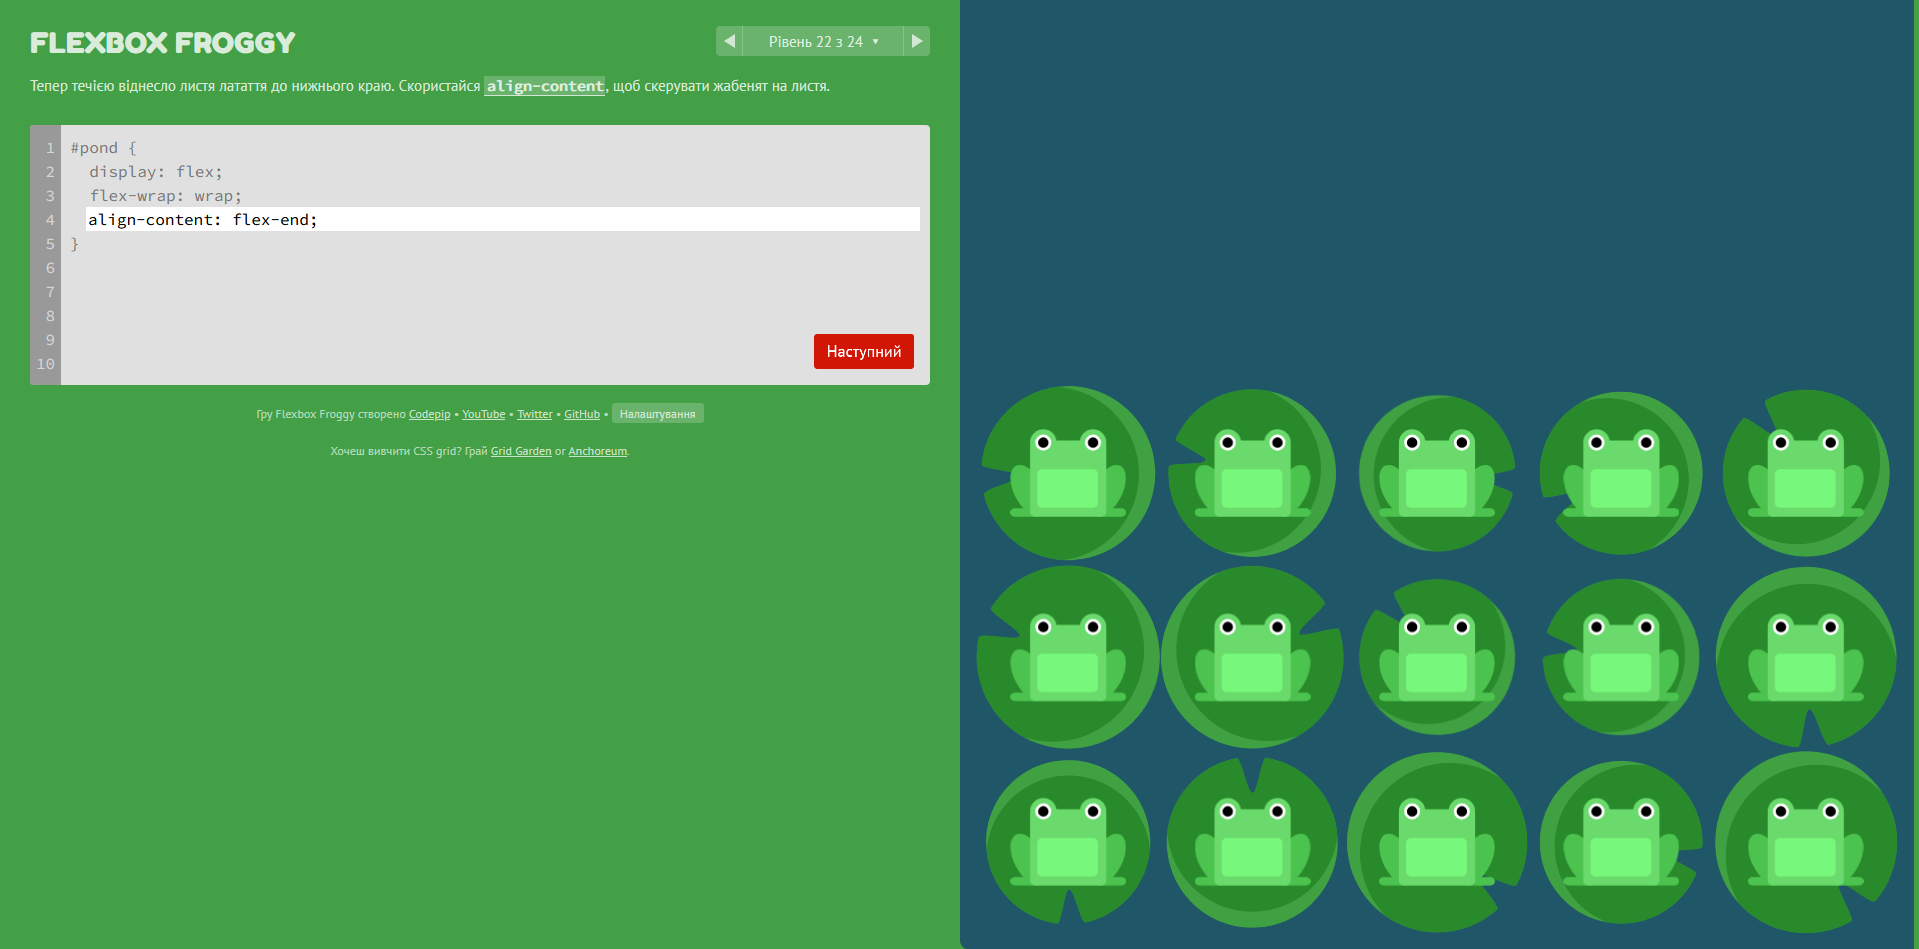 FLEXBOX FROGGY
Рівень 22 з 24
Тепер течією віднесло листя латаття до нижнього краю. Скористайся align-content, щоб скерувати жабенят на листя.
1 #pond {
2 display: flex;
3 flex-wrap: wrap;
4 align-content: flex-end;
5 }
6
7
8
9
10
Наступний
Гру Flexbox Froggy створено Codepip • YouTube • Twitter • GitHub • Налаштування
Хочеш вивчити CSS grid? Грай Grid Garden or Anchoreum.